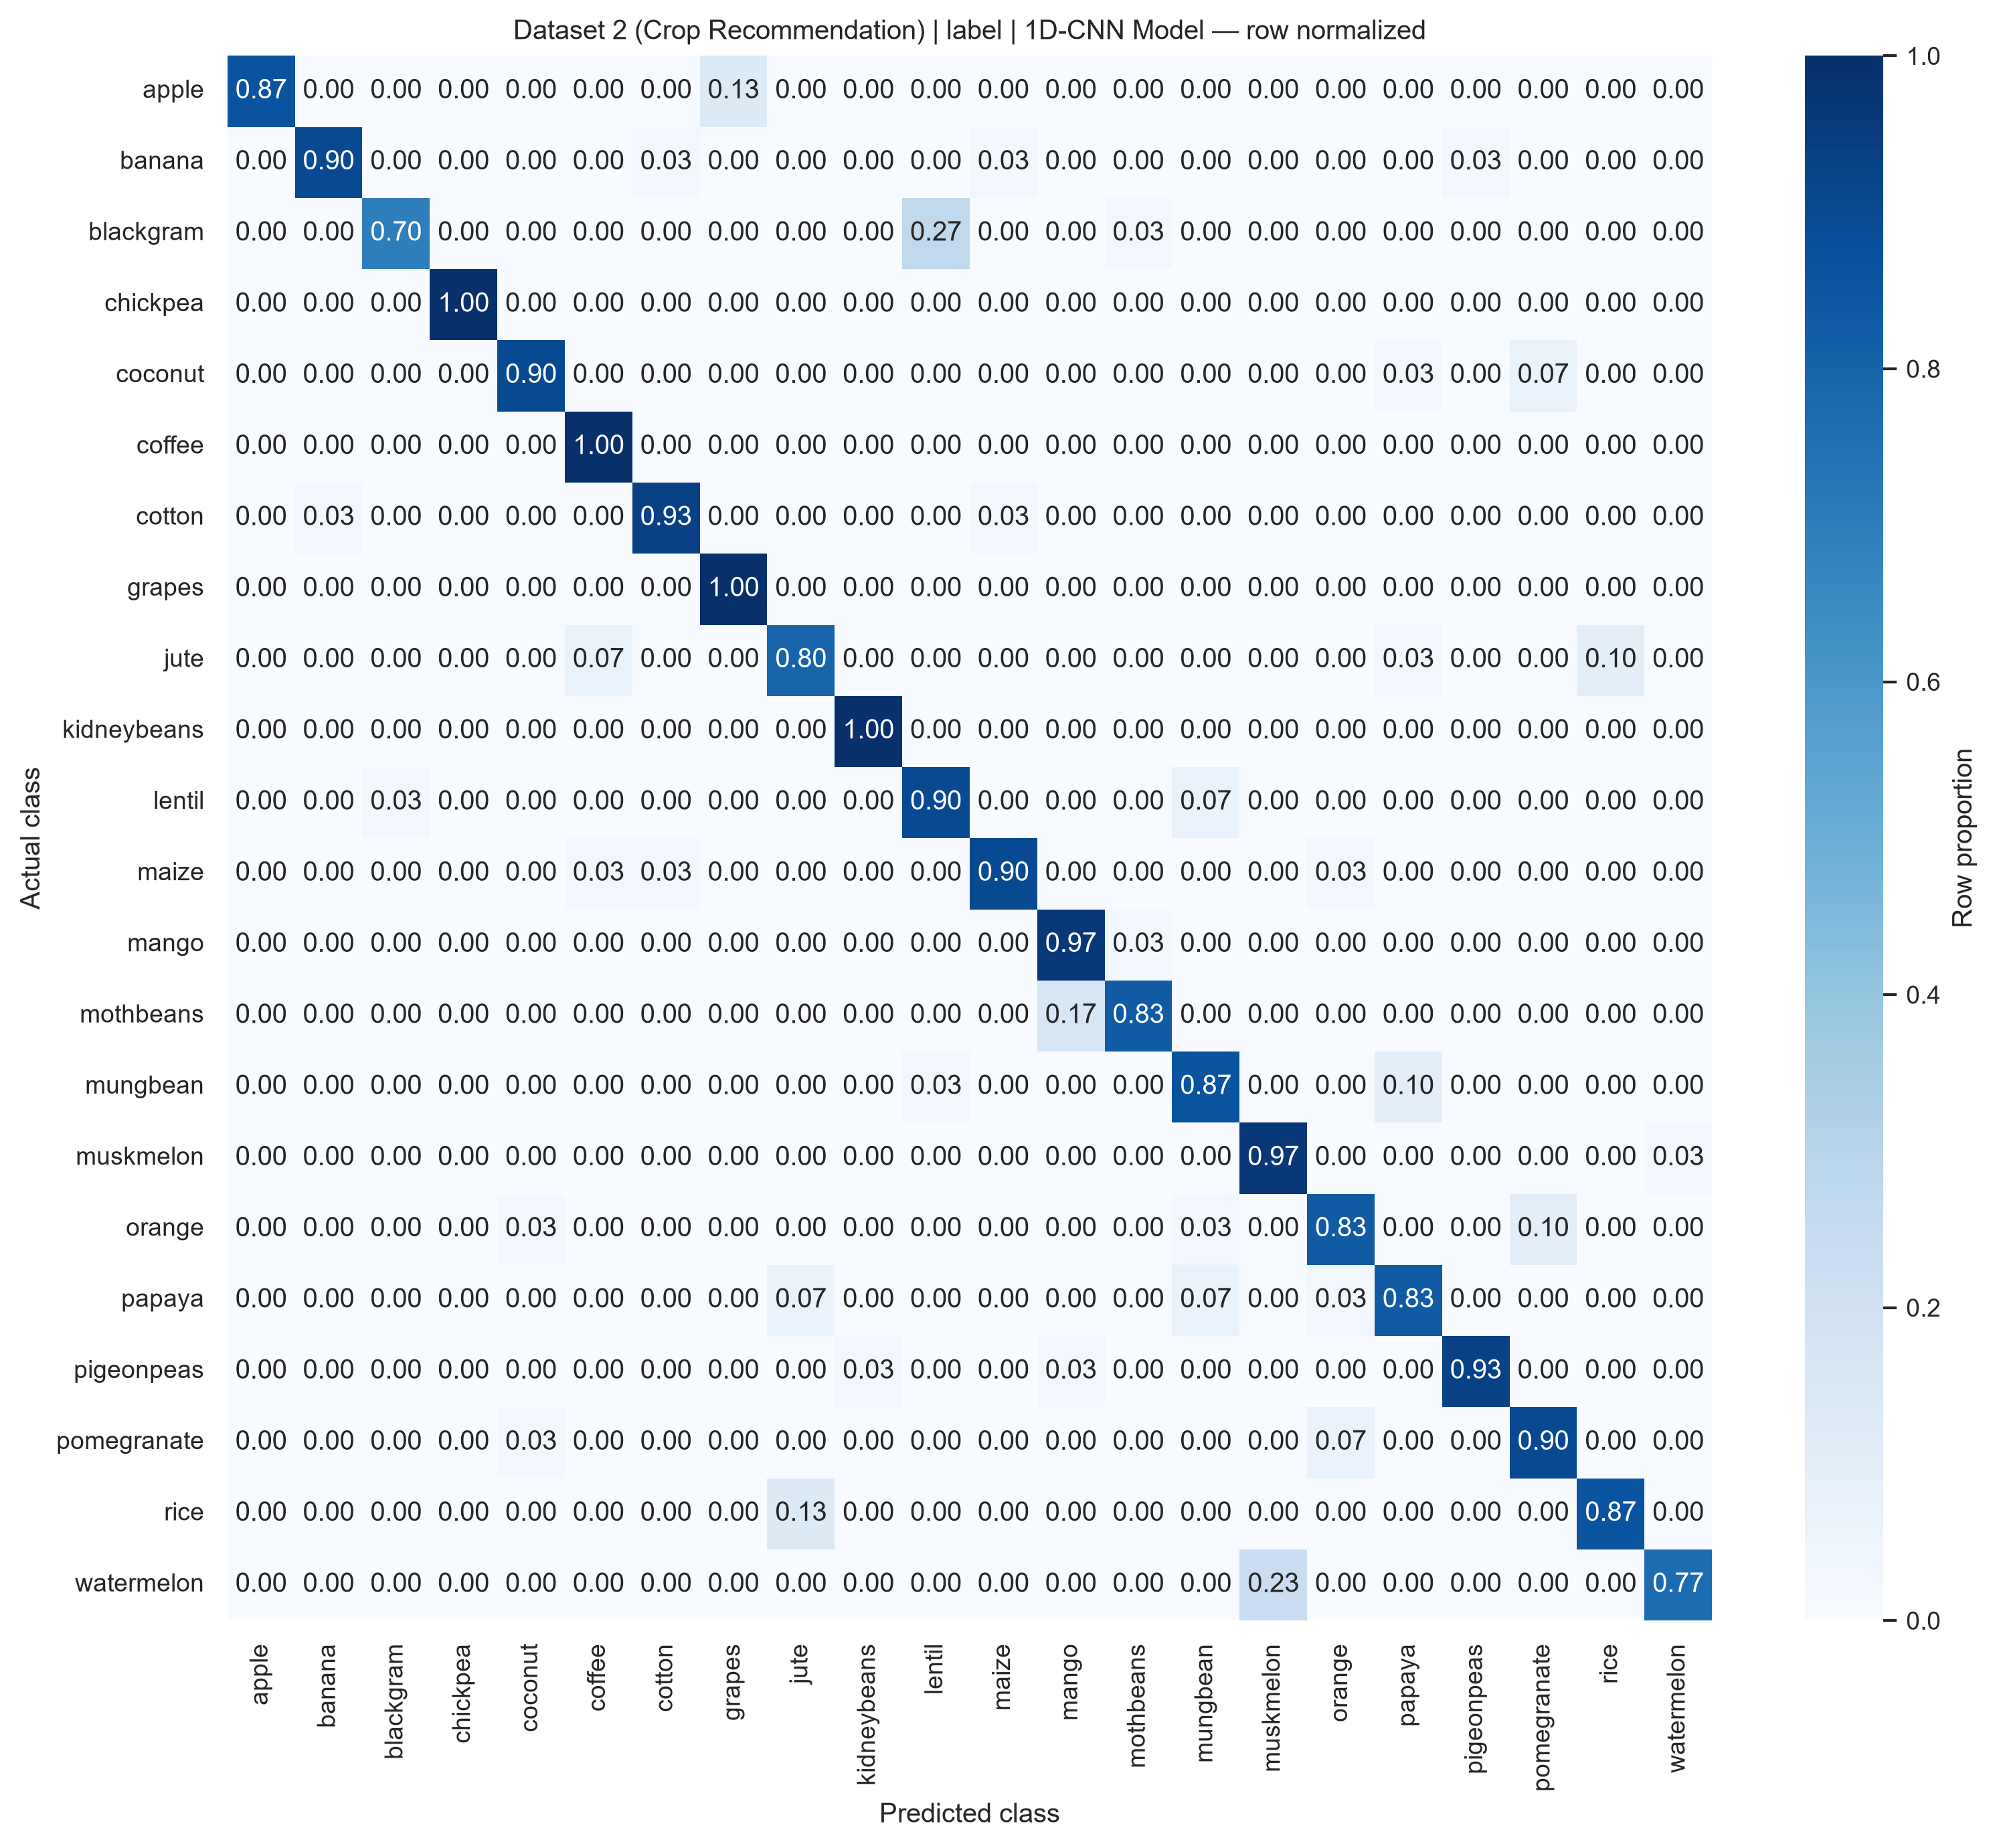 Dataset 2 (Crop Recommendation) | label | 1D-CNN Model — row normalized
apple 0.87 0.00 0.00 0.00 0.00 0.00 0.00 0.13 0.00 0.00 0.00 0.00 0.00 0.00 0.00 0.00 0.00 0.00 0.00 0.00 0.00 0.00
banana 0.00 0.90 0.00 0.00 0.00 0.00 0.03 0.00 0.00 0.00 0.00 0.03 0.00 0.00 0.00 0.00 0.00 0.00 0.03 0.00 0.00 0.00
blackgram 0.00 0.00 0.70 0.00 0.00 0.00 0.00 0.00 0.00 0.00 0.27 0.00 0.00 0.03 0.00 0.00 0.00 0.00 0.00 0.00 0.00 0.00
chickpea 0.00 0.00 0.00 1.00 0.00 0.00 0.00 0.00 0.00 0.00 0.00 0.00 0.00 0.00 0.00 0.00 0.00 0.00 0.00 0.00 0.00 0.00
coconut 0.00 0.00 0.00 0.00 0.90 0.00 0.00 0.00 0.00 0.00 0.00 0.00 0.00 0.00 0.00 0.00 0.00 0.03 0.00 0.07 0.00 0.00
coffee 0.00 0.00 0.00 0.00 0.00 1.00 0.00 0.00 0.00 0.00 0.00 0.00 0.00 0.00 0.00 0.00 0.00 0.00 0.00 0.00 0.00 0.00
cotton 0.00 0.03 0.00 0.00 0.00 0.00 0.93 0.00 0.00 0.00 0.00 0.03 0.00 0.00 0.00 0.00 0.00 0.00 0.00 0.00 0.00 0.00
grapes 0.00 0.00 0.00 0.00 0.00 0.00 0.00 1.00 0.00 0.00 0.00 0.00 0.00 0.00 0.00 0.00 0.00 0.00 0.00 0.00 0.00 0.00
jute 0.00 0.00 0.00 0.00 0.00 0.07 0.00 0.00 0.80 0.00 0.00 0.00 0.00 0.00 0.00 0.00 0.00 0.03 0.00 0.00 0.10 0.00
kidneybeans 0.00 0.00 0.00 0.00 0.00 0.00 0.00 0.00 0.00 1.00 0.00 0.00 0.00 0.00 0.00 0.00 0.00 0.00 0.00 0.00 0.00 0.00
lentil 0.00 0.00 0.03 0.00 0.00 0.00 0.00 0.00 0.00 0.00 0.90 0.00 0.00 0.00 0.07 0.00 0.00 0.00 0.00 0.00 0.00 0.00
maize 0.00 0.00 0.00 0.00 0.00 0.03 0.03 0.00 0.00 0.00 0.00 0.90 0.00 0.00 0.00 0.00 0.03 0.00 0.00 0.00 0.00 0.00
mango 0.00 0.00 0.00 0.00 0.00 0.00 0.00 0.00 0.00 0.00 0.00 0.00 0.97 0.03 0.00 0.00 0.00 0.00 0.00 0.00 0.00 0.00
mothbeans 0.00 0.00 0.00 0.00 0.00 0.00 0.00 0.00 0.00 0.00 0.00 0.00 0.17 0.83 0.00 0.00 0.00 0.00 0.00 0.00 0.00 0.00
mungbean 0.00 0.00 0.00 0.00 0.00 0.00 0.00 0.00 0.00 0.00 0.03 0.00 0.00 0.00 0.87 0.00 0.00 0.10 0.00 0.00 0.00 0.00
muskmelon 0.00 0.00 0.00 0.00 0.00 0.00 0.00 0.00 0.00 0.00 0.00 0.00 0.00 0.00 0.00 0.97 0.00 0.00 0.00 0.00 0.00 0.03
orange 0.00 0.00 0.00 0.00 0.03 0.00 0.00 0.00 0.00 0.00 0.00 0.00 0.00 0.00 0.03 0.00 0.83 0.00 0.00 0.10 0.00 0.00
papaya 0.00 0.00 0.00 0.00 0.00 0.00 0.00 0.00 0.07 0.00 0.00 0.00 0.00 0.00 0.07 0.00 0.03 0.83 0.00 0.00 0.00 0.00
pigeonpeas 0.00 0.00 0.00 0.00 0.00 0.00 0.00 0.00 0.00 0.03 0.00 0.00 0.03 0.00 0.00 0.00 0.00 0.00 0.93 0.00 0.00 0.00
pomegranate 0.00 0.00 0.00 0.00 0.03 0.00 0.00 0.00 0.00 0.00 0.00 0.00 0.00 0.00 0.00 0.00 0.07 0.00 0.00 0.90 0.00 0.00
rice 0.00 0.00 0.00 0.00 0.00 0.00 0.00 0.00 0.13 0.00 0.00 0.00 0.00 0.00 0.00 0.00 0.00 0.00 0.00 0.00 0.87 0.00
watermelon 0.00 0.00 0.00 0.00 0.00 0.00 0.00 0.00 0.00 0.00 0.00 0.00 0.00 0.00 0.00 0.23 0.00 0.00 0.00 0.00 0.00 0.77
apple banana blackgram chickpea coconut coffee cotton grapes jute kidneybeans lentil maize mango mothbeans mungbean muskmelon orange papaya pigeonpeas pomegranate rice watermelon
Predicted class
Actual class
1.0
0.8
0.6
0.4
0.2
0.0
Row proportion